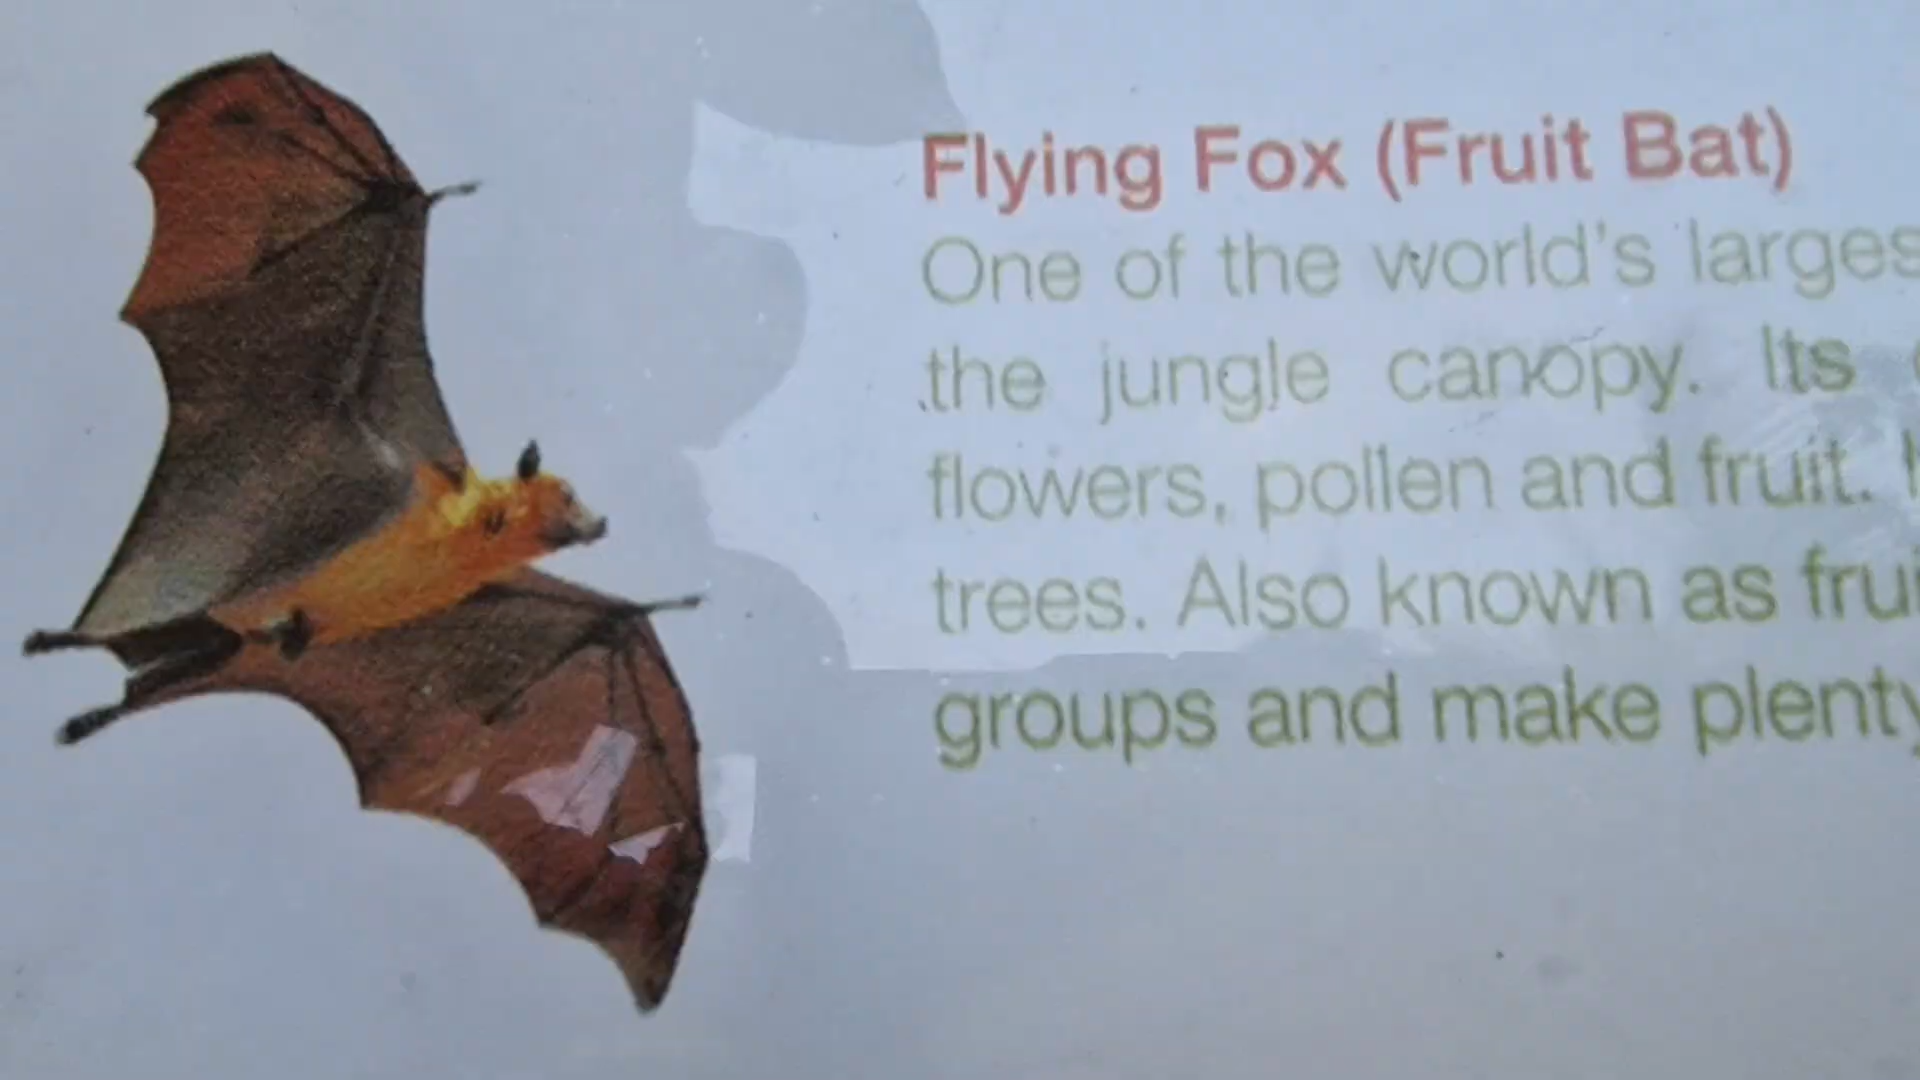 Flying Fox (Fruit Bat)
One of the world's larges
the jungle canopy. Its
flowers, pollen and fruit.
trees. Also known as frui
groups and make plenty